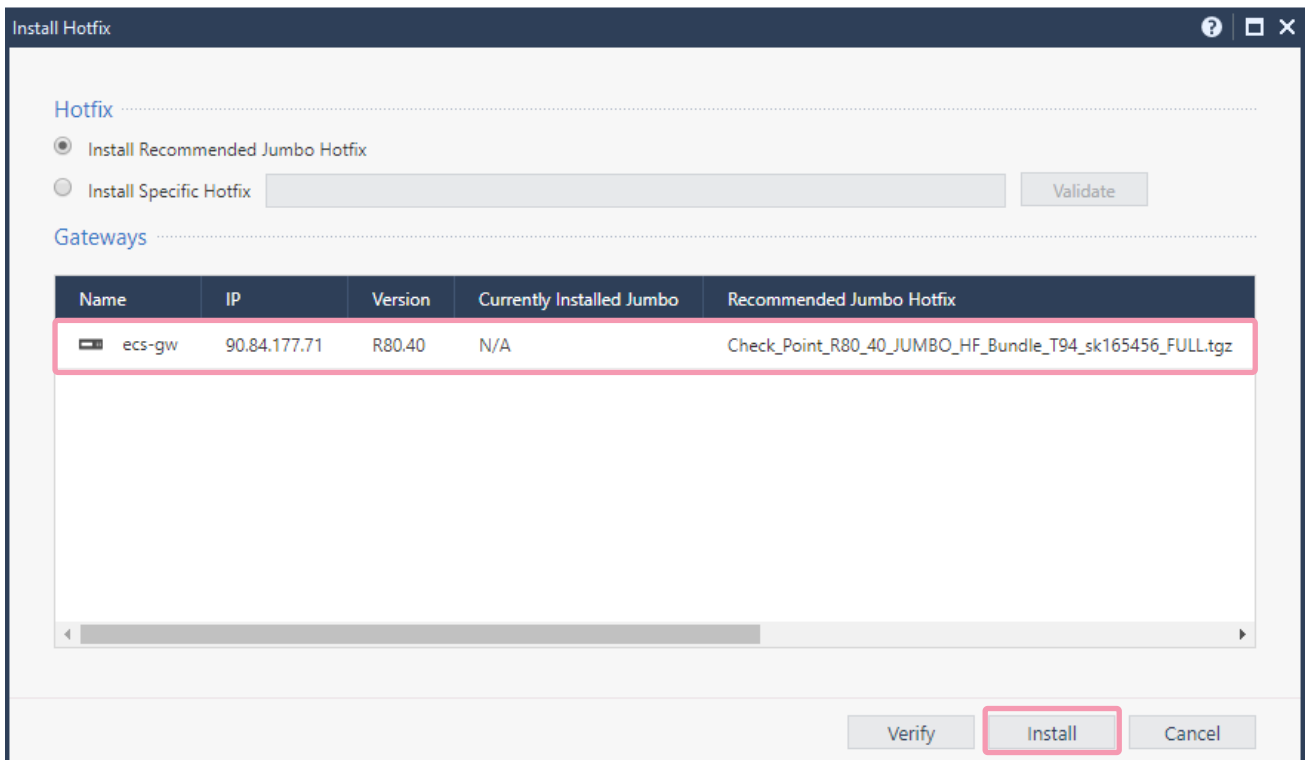 Install Hotfix
Hotfix
Install Recommended Jumbo Hotfix
Install Specific Hotfix Validate
Gateways
Name IP Version Currently Installed Jumbo Recommended Jumbo Hotfix
ecs-gw 90.84.177.71 R80.40 N/A Check_Point_R80_40_JUMBO_HF_Bundle_T94_sk165456_FULL.tgz
Verify Install Cancel